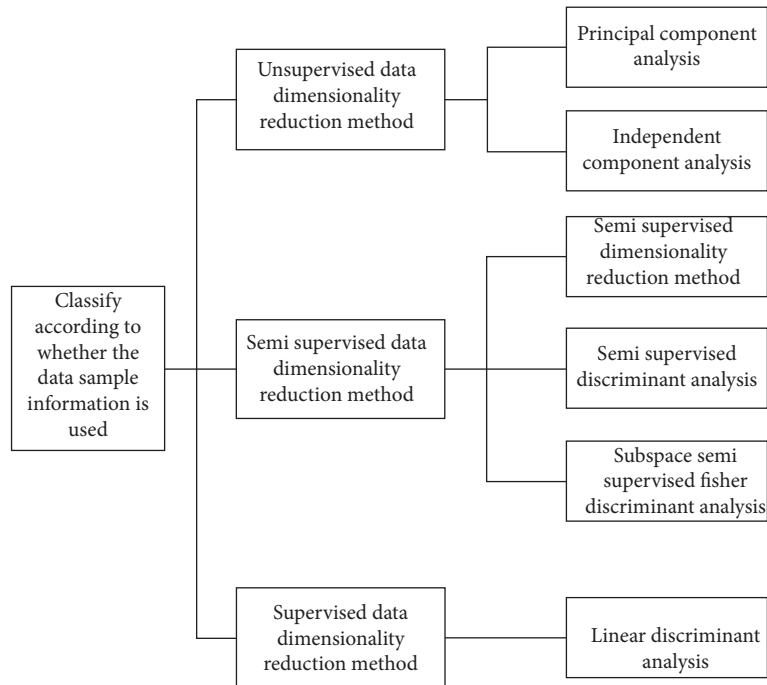 Classify
according to
whether the
data sample
information is
used
Unsupervised data
dimensionality
reduction method
Principal component
analysis
Independent
component analysis
Semi supervised data
dimensionality
reduction method
Semi supervised
dimensionality
reduction method
Semi supervised
discriminant analysis
Subspace semi
supervised fisher
discriminant analysis
Supervised data
dimensionality
reduction method
Linear discriminant
analysis